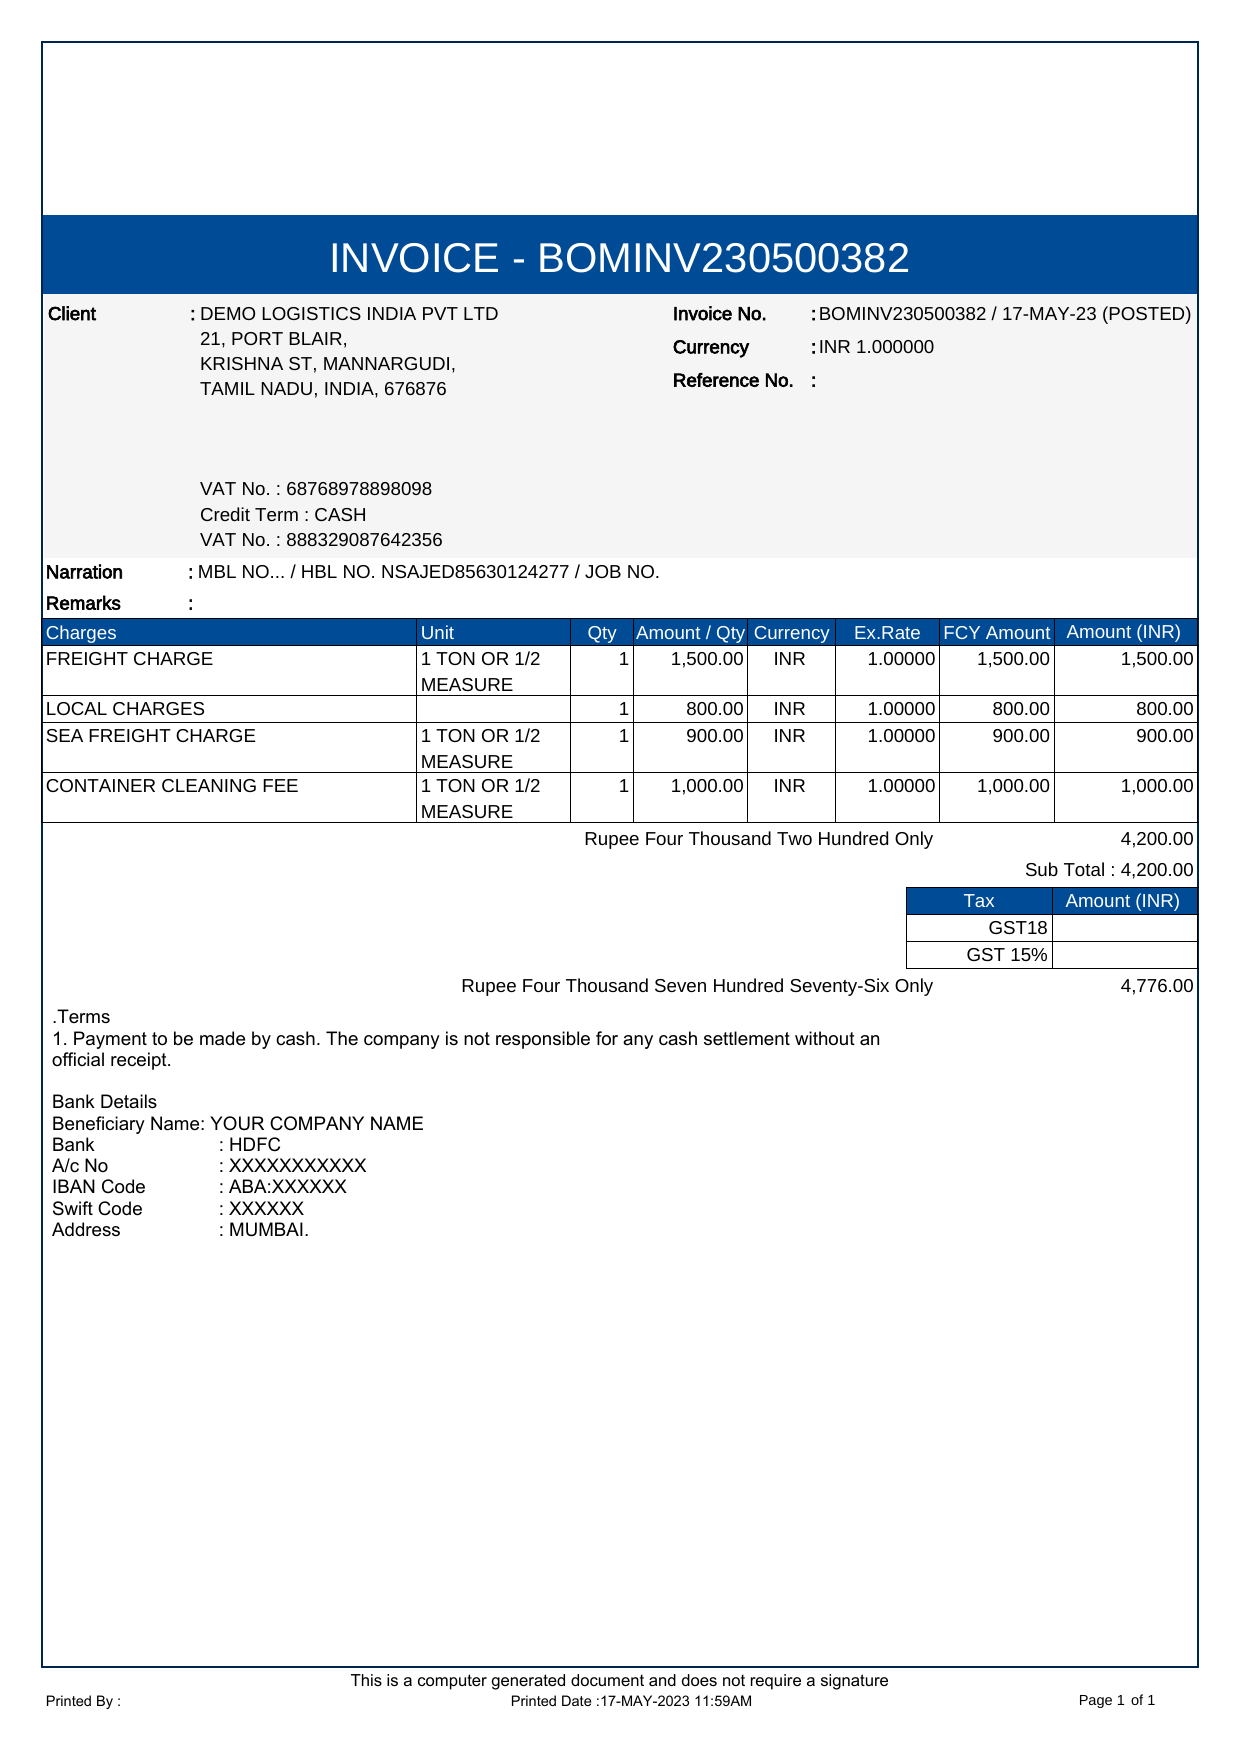 INVOICE - BOMINV230500382
Client : DEMO LOGISTICS INDIA PVT LTD
21, PORT BLAIR,
KRISHNA ST, MANNARGUDI,
TAMIL NADU, INDIA, 676876
VAT No. : 68768978898098
Credit Term : CASH
VAT No. : 888329087642356
Invoice No. : BOMINV230500382 / 17-MAY-23 (POSTED)
Currency : INR 1.000000
Reference No. :
Narration : MBL NO... / HBL NO. NSAJED85630124277 / JOB NO.
Remarks :
Charges Unit Qty Amount / Qty Currency Ex.Rate FCY Amount Amount (INR)
FREIGHT CHARGE 1 TON OR 1/2 1 1,500.00 INR 1.00000 1,500.00 1,500.00
MEASURE
LOCAL CHARGES 1 800.00 INR 1.00000 800.00 800.00
SEA FREIGHT CHARGE 1 TON OR 1/2 1 900.00 INR 1.00000 900.00 900.00
MEASURE
CONTAINER CLEANING FEE 1 TON OR 1/2 1 1,000.00 INR 1.00000 1,000.00 1,000.00
MEASURE
Rupee Four Thousand Two Hundred Only 4,200.00
Sub Total : 4,200.00
Tax Amount (INR)
GST18
GST 15%
Rupee Four Thousand Seven Hundred Seventy-Six Only 4,776.00
.Terms
1. Payment to be made by cash. The company is not responsible for any cash settlement without an
official receipt.
Bank Details
Beneficiary Name: YOUR COMPANY NAME
Bank : HDFC
A/c No : XXXXXXXXXXX
IBAN Code : ABA:XXXXXX
Swift Code : XXXXXX
Address : MUMBAI.
This is a computer generated document and does not require a signature
Printed By : Printed Date :17-MAY-2023 11:59AM Page 1 of 1